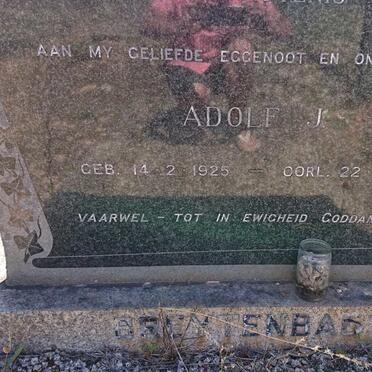 AAN MY GELIEFDE EGGENOOT EN ON
ADOLF J.
GEB. 14-2-1925 — OORL. 22
VAARWEL - TOT IN EWIGHEID GODDAN
BREYTENBAC